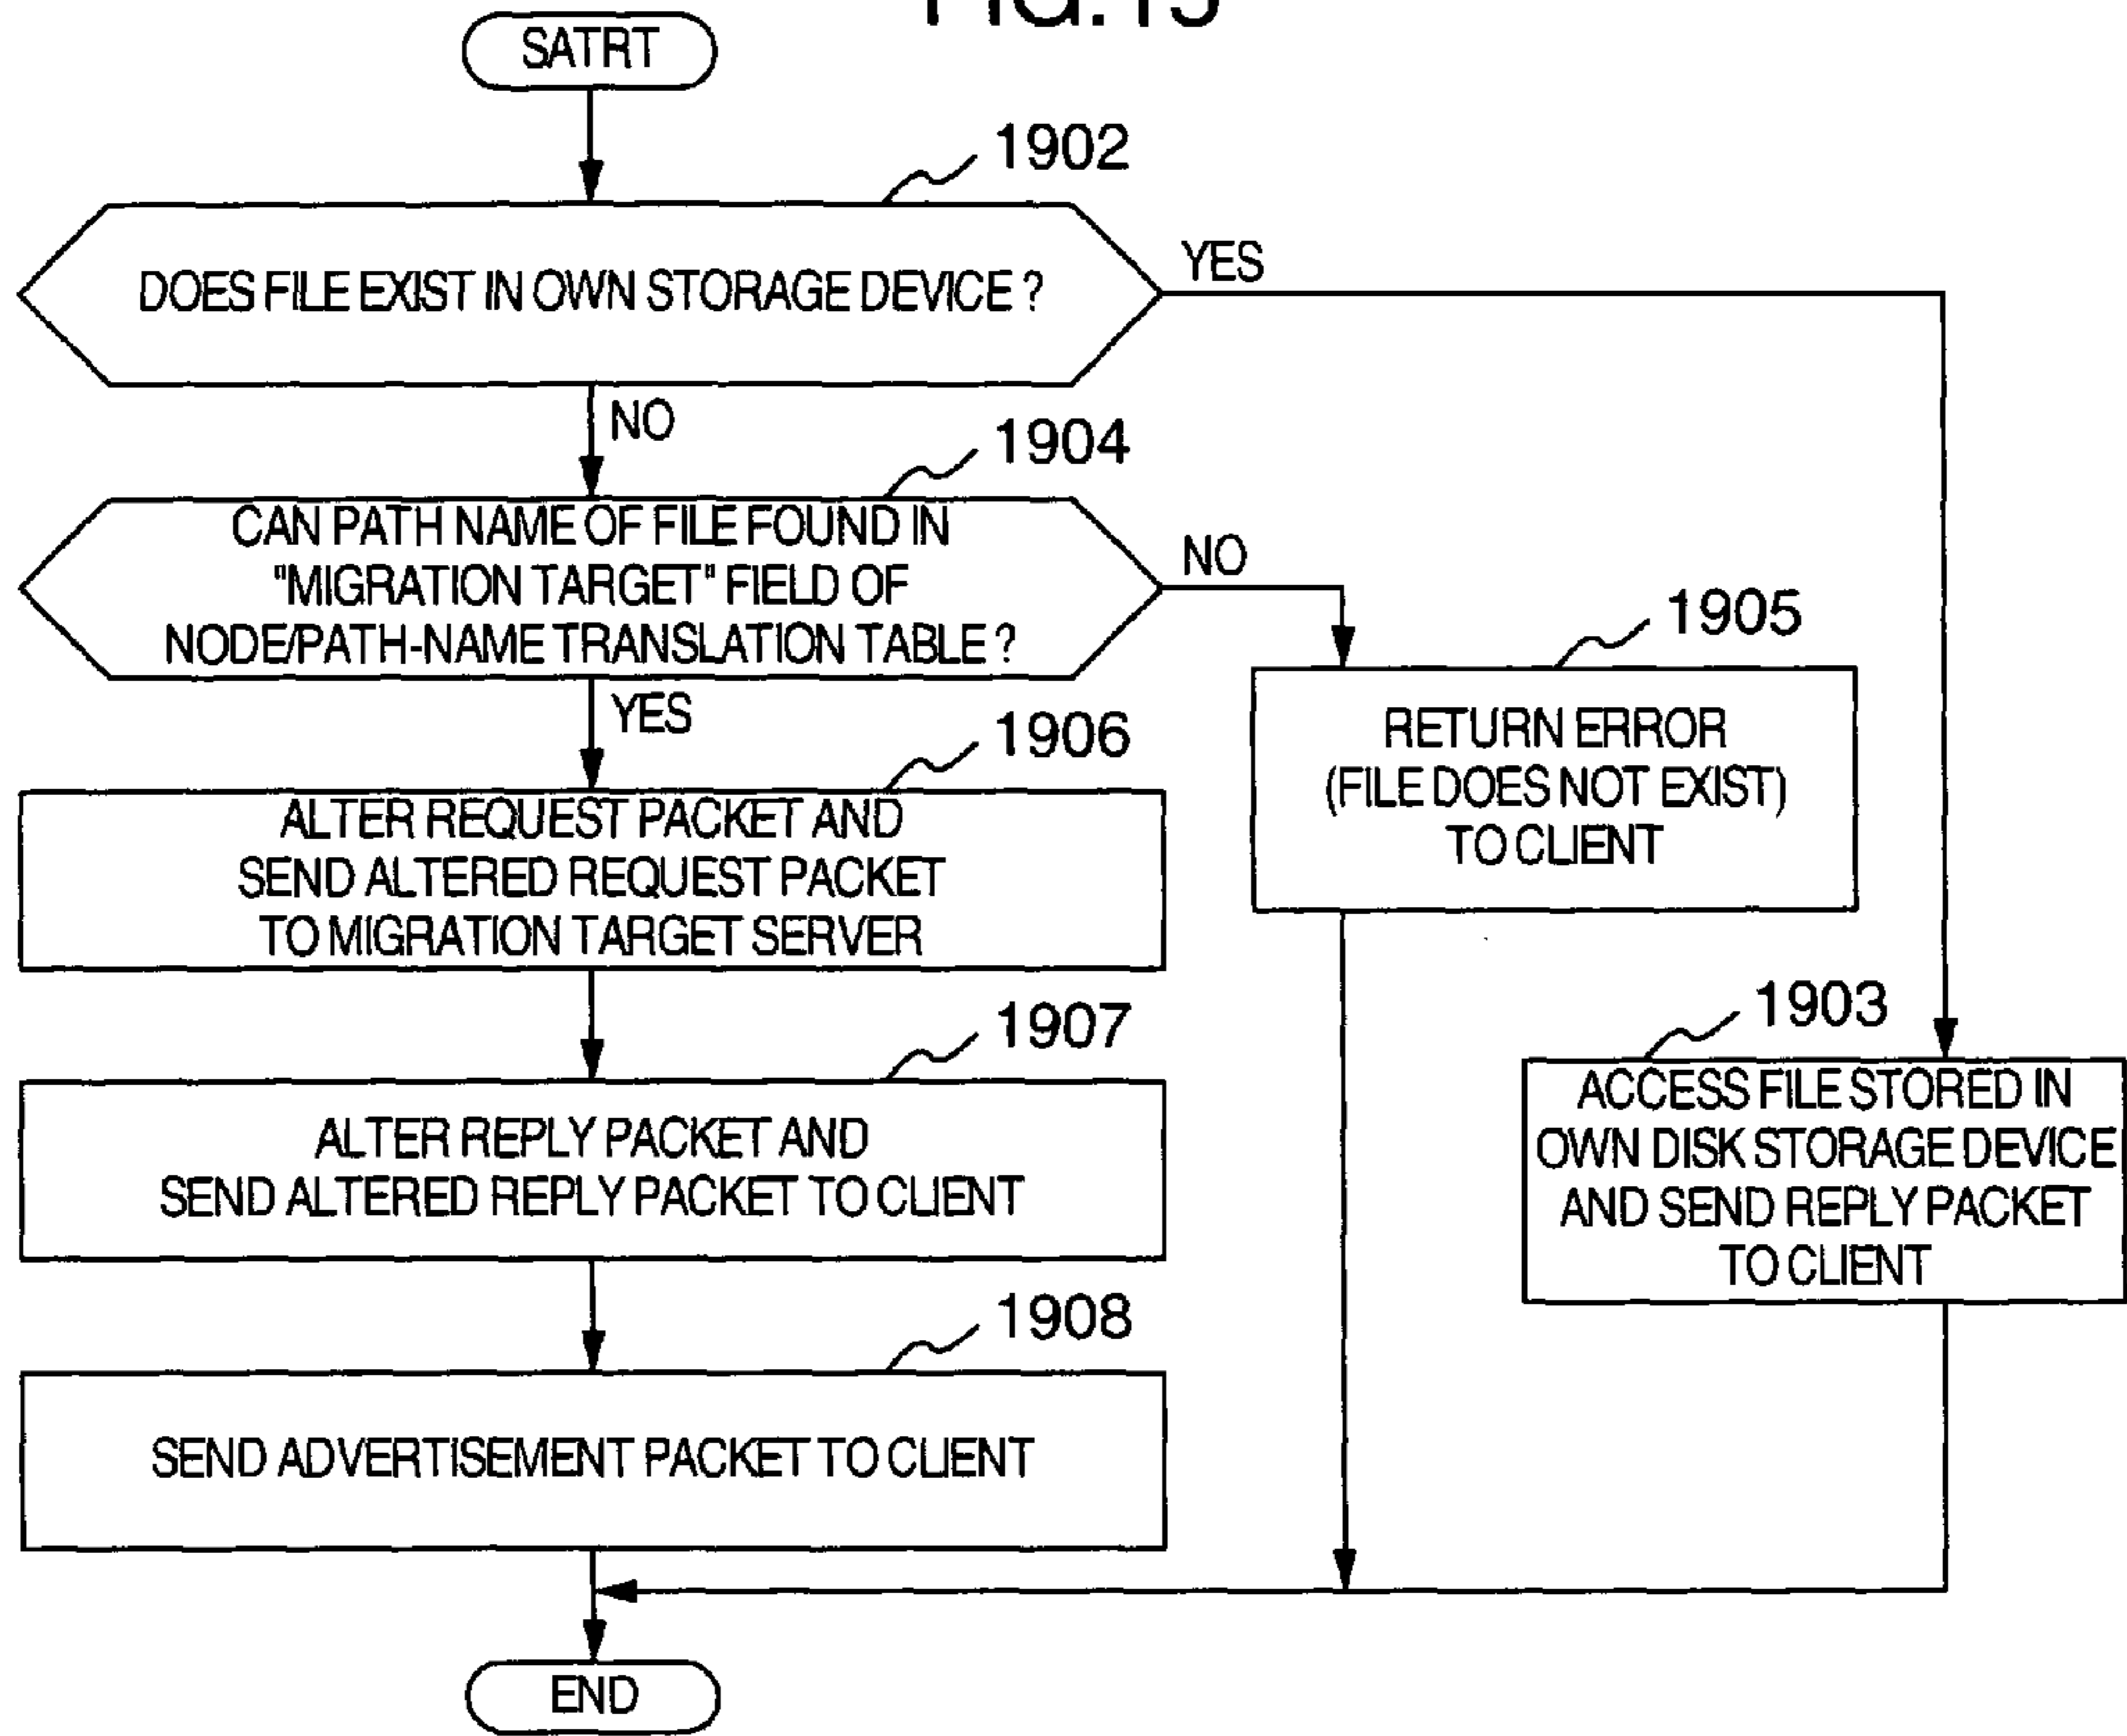 SATRT
1902
DOES FILE EXIST IN OWN STORAGE DEVICE ?
YES
NO
1904
CAN PATH NAME OF FILE FOUND IN
"MIGRATION TARGET" FIELD OF
NODE/PATH-NAME TRANSLATION TABLE ?
NO
1905
RETURN ERROR
(FILE DOES NOT EXIST)
TO CLIENT
YES
1906
ALTER REQUEST PACKET AND
SEND ALTERED REQUEST PACKET
TO MIGRATION TARGET SERVER
1907
ALTER REPLY PACKET AND
SEND ALTERED REPLY PACKET TO CLIENT
1903
ACCESS FILE STORED IN
OWN DISK STORAGE DEVICE
AND SEND REPLY PACKET
TO CLIENT
1908
SEND ADVERTISEMENT PACKET TO CLIENT
END